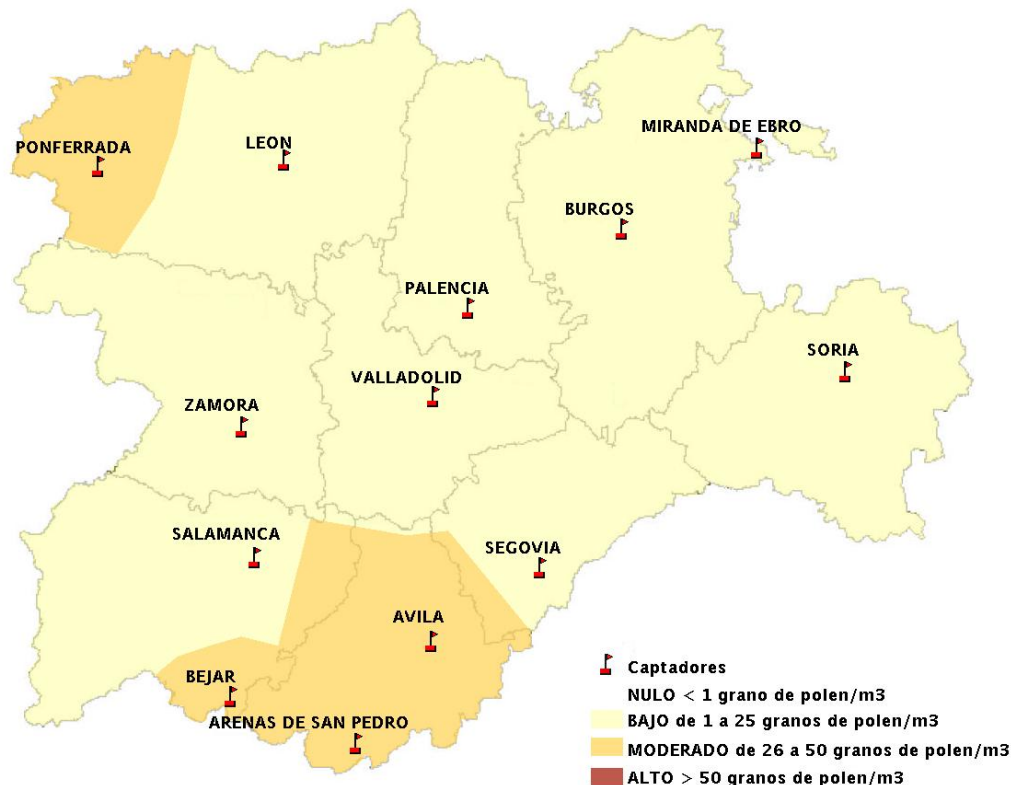 MIRANDA DE EBRO
PONFERRADA
LEON
BURGOS
PALENCIA
SORIA
VALLADOLID
ZAMORA
SALAMANCA
SEGOVIA
AVILA
BEJAR
ARENAS DE SAN PEDRO
Captadores
NULO < 1 grano de polen/m3
BAJO de 1 a 25 granos de polen/m3
MODERADO de 26 a 50 granos de polen/m3
ALTO > 50 granos de polen/m3